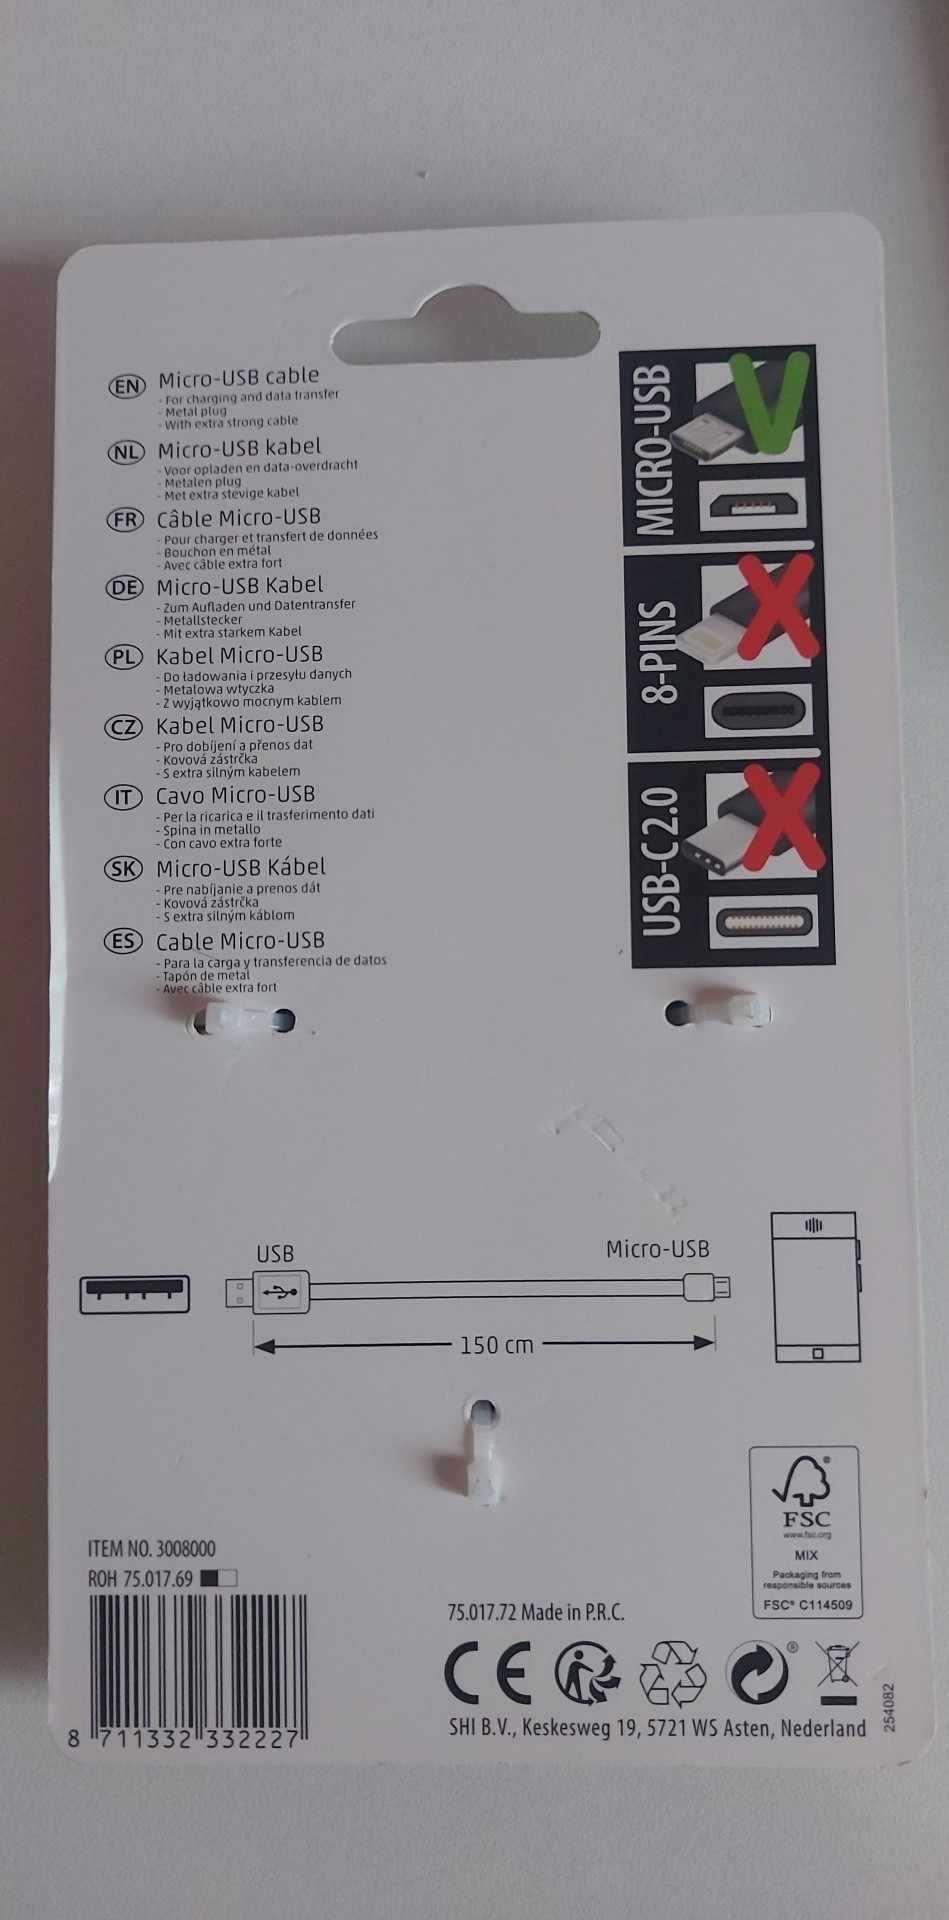 EN Micro-USB cable
- For charging and data transfer
- Metal plug
- With extra strong cable
NL Micro-USB kabel
- Voor opladen en data-overdracht
- Metalen plug
- Met extra stevige kabel
FR Câble Micro-USB
- Pour charger et transfert de données
- Bouchon en métal
- Avec câble extra fort
DE Micro-USB Kabel
- Zum Aufladen und Datentransfer
- Metallstecker
- Mit extra starkem Kabel
PL Kabel Micro-USB
- Do ładowania i przesyłu danych
- Metalowa wtyczka
- Z wyjątkowo mocnym kablem
CZ Kabel Micro-USB
- Pro dobíjení a přenos dat
- Kovová zástrčka
- S extra silným kabelem
IT Cavo Micro-USB
- Per la ricarica e il trasferimento dati
- Spina in metallo
- Con cavo extra forte
SK Micro-USB Kábel
- Pre nabíjanie a prenos dát
- Kovová zástrčka
- S extra silným káblom
ES Cable Micro-USB
- Para la carga y transferencia de datos
- Tapón de metal
- Avec câble extra fort
MICRO-USB
8-PINS
USB-C 2.0
USB
Micro-USB
150 cm
ITEM NO. 3008000
ROH 75.017.69
8 711332 332227
FSC®
www.fsc.org
MIX
Packaging from
responsible sources
FSC® C114509
75.017.72 Made in P.R.C.
CE
®
SHI B.V., Keskesweg 19, 5721 WS Asten, Nederland
254082